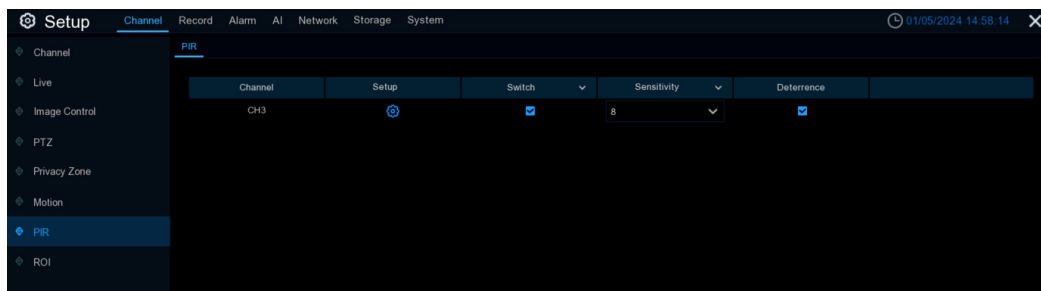 Setup Channel Record Alarm AI Network Storage System 01/05/2024 14:58:14
Channel
PIR
Live
Channel Setup Switch Sensitivity Deterrence
Image Control
CH3 8
PTZ
Privacy Zone
Motion
PIR
ROI